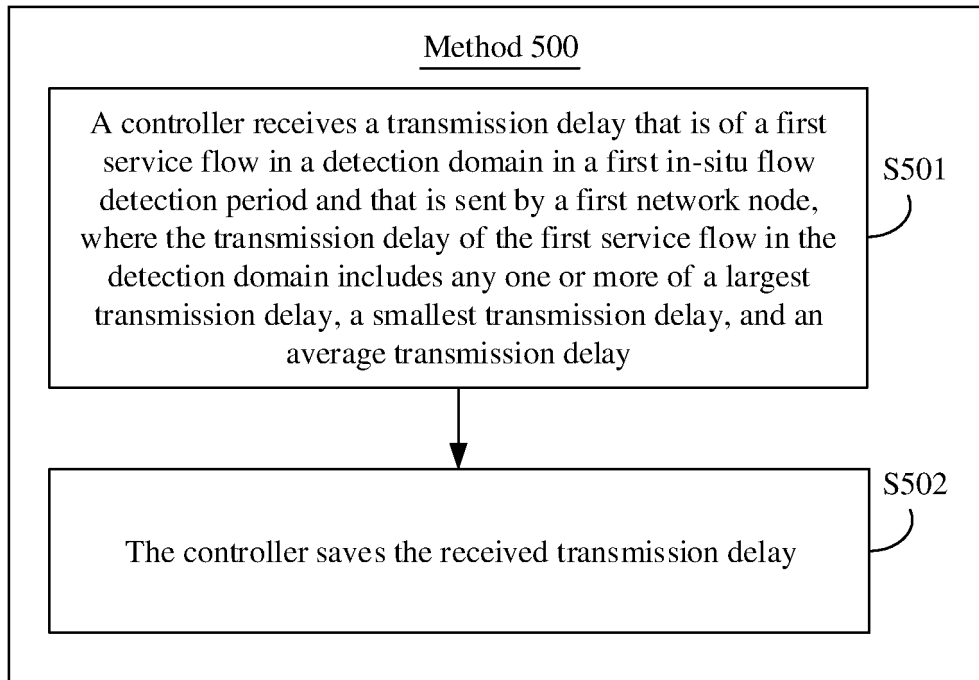 Method 500
A controller receives a transmission delay that is of a first
service flow in a detection domain in a first in-situ flow
detection period and that is sent by a first network node,
where the transmission delay of the first service flow in the
detection domain includes any one or more of a largest
transmission delay, a smallest transmission delay, and an
average transmission delay
S501
The controller saves the received transmission delay
S502